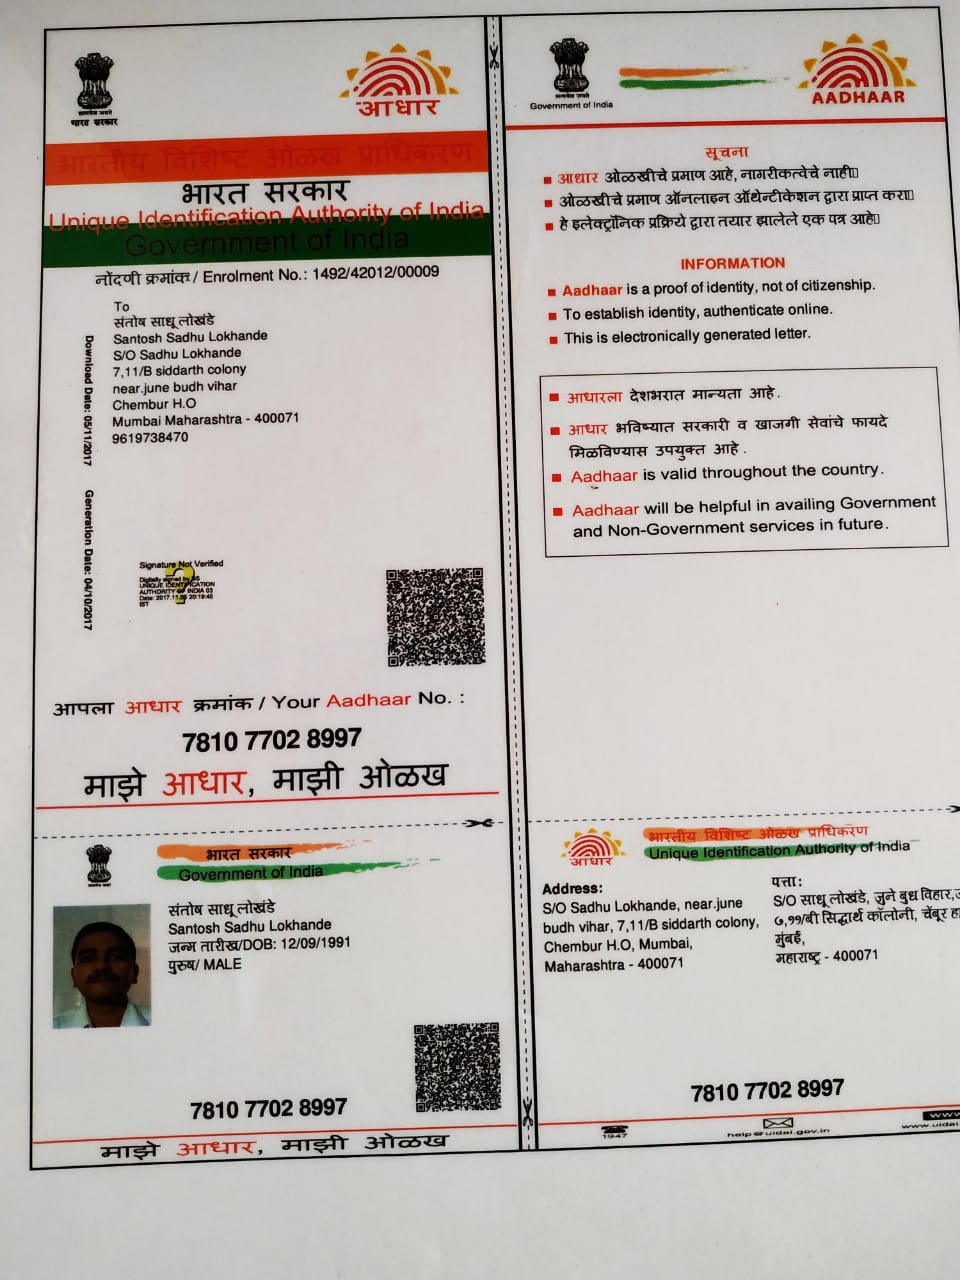 सत्यमेव जयते
भारत सरकार
आधार
भारतीय विशिष्ट ओळख प्राधिकरण
भारत सरकार
Unique Identification Authority of India
Government of India
नोंदणी क्रमांक / Enrolment No.: 1492/42012/00009
To
संतोष साधू लोखंडे
Santosh Sadhu Lokhande
S/O Sadhu Lokhande
7,11/B siddarth colony
near.june budh vihar
Chembur H.O
Mumbai Maharashtra - 400071
9619738470
Download Date: 05/11/2017
Generation Date: 04/10/2017
Signature Not Verified
Digitally signed by DS
UNIQUE IDENTIFICATION
AUTHORITY OF INDIA 03
Date: 2017.11.05 20:19:45
IST
आपला आधार क्रमांक / Your Aadhaar No. :
7810 7702 8997
माझे आधार, माझी ओळख
भारत सरकार
Government of India
संतोष साधू लोखंडे
Santosh Sadhu Lokhande
जन्म तारीख/DOB: 12/09/1991
पुरुष/ MALE
7810 7702 8997
माझे आधार, माझी ओळख
सत्यमेव जयते
Government of India
AADHAAR
सूचना
आधार ओळखीचे प्रमाण आहे, नागरीकत्वेचे नाही
ओळखीचे प्रमाण ऑनलाइन ऑथेन्टीकेशन द्वारा प्राप्त करा
हे इलेक्ट्रॉनिक प्रक्रिये द्वारा तयार झालेले एक पत्र आहे
INFORMATION
Aadhaar is a proof of identity, not of citizenship.
To establish identity, authenticate online.
This is electronically generated letter.
आधारला देशभरात मान्यता आहे.
आधार भविष्यात सरकारी व खाजगी सेवांचे फायदे
मिळविण्यास उपयुक्त आहे.
Aadhaar is valid throughout the country.
Aadhaar will be helpful in availing Government
and Non-Government services in future.
आधार
भारतीय विशिष्ट ओळख प्राधिकरण
Unique Identification Authority of India
Address:
S/O Sadhu Lokhande, near.june
budh vihar, 7,11/B siddarth colony,
Chembur H.O, Mumbai,
Maharashtra - 400071
पत्ता:
S/O साधू लोखंडे, जुने बुध विहार,
७,११/बी सिद्धार्थ कॉलोनी, चेंबूर
मुंबई,
महाराष्ट्र - 400071
7810 7702 8997
1947
help@uidai.gov.in
www
www.uidai.